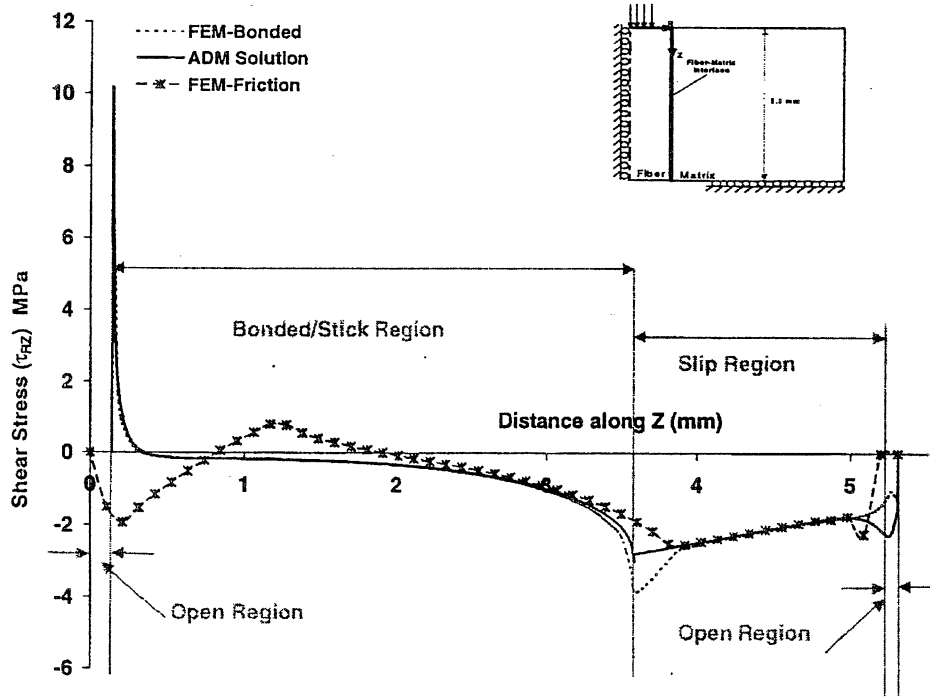 12
10
8
6
4
2
0
-2
-4
-6
Shear Stress (τRZ) MPa
FEM-Bonded
ADM Solution
FEM-Friction
Z
Fiber-Matrix
Interface
Fiber
Matrix
Bonded/Stick Region
Slip Region
Distance along Z (mm)
0
1
2
3
4
5
Open Region
Open Region